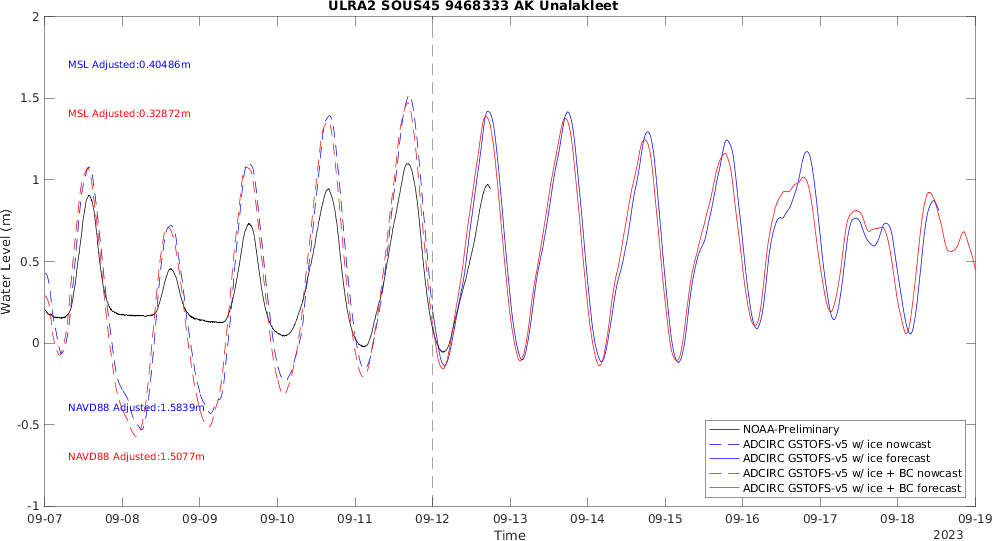 ULRA2 SOUS45 9468333 AK Unalakleet
2
1.5
1
0.5
0
-0.5
-1
Water Level (m)
MSL Adjusted:0.40486m
MSL Adjusted:0.32872m
NAVD88 Adjusted:1.5839m
NAVD88 Adjusted:1.5077m
NOAA-Preliminary
ADCIRC GSTOFS-v5 w/ ice nowcast
ADCIRC GSTOFS-v5 w/ ice forecast
ADCIRC GSTOFS-v5 w/ ice + BC nowcast
ADCIRC GSTOFS-v5 w/ ice + BC forecast
09-07 09-08 09-09 09-10 09-11 09-12 09-13 09-14 09-15 09-16 09-17 09-18 09-19
Time
2023